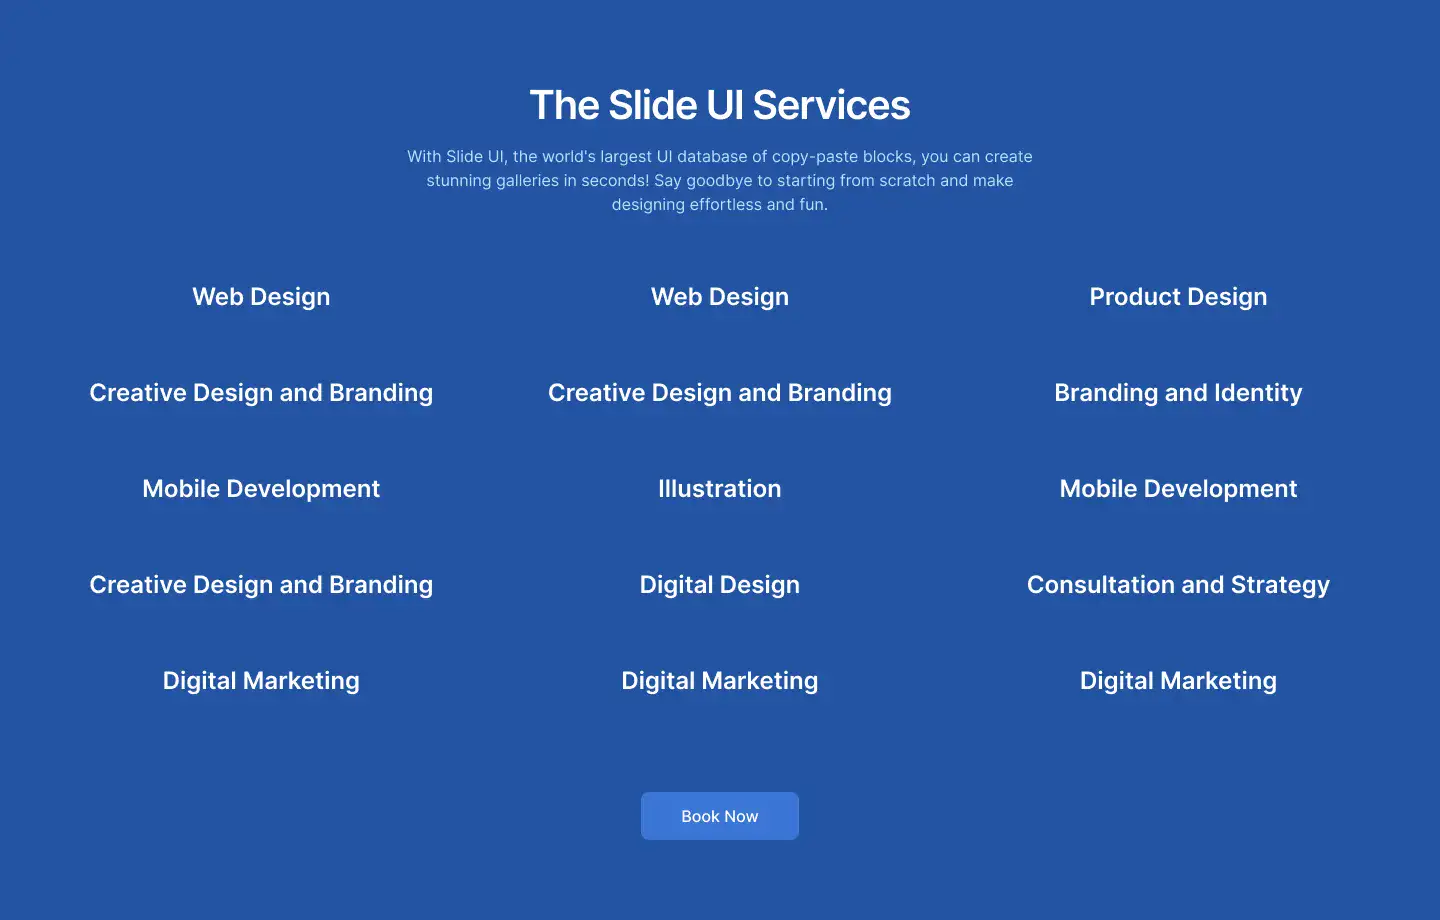 The Slide UI Services
With Slide UI, the world's largest UI database of copy-paste blocks, you can create
stunning galleries in seconds! Say goodbye to starting from scratch and make
designing effortless and fun.
Web Design
Web Design
Product Design
Creative Design and Branding
Creative Design and Branding
Branding and Identity
Mobile Development
Illustration
Mobile Development
Creative Design and Branding
Digital Design
Consultation and Strategy
Digital Marketing
Digital Marketing
Digital Marketing
Book Now